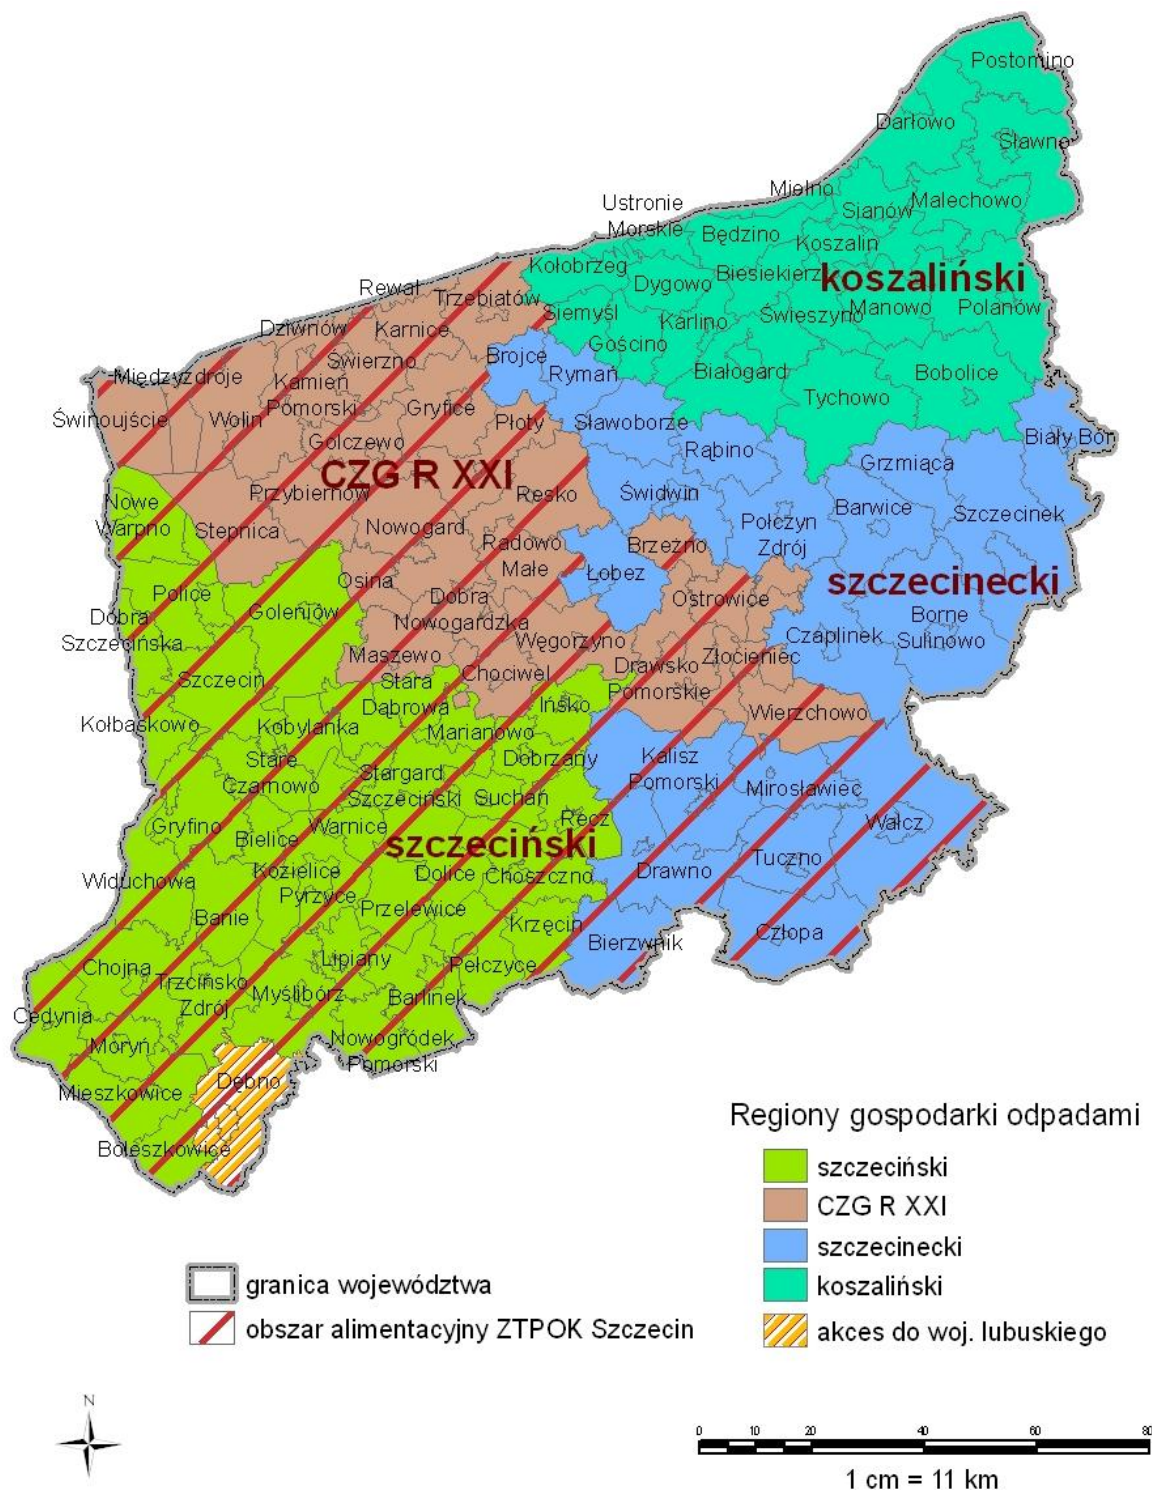 Postomino
Darłowo
Sławno
Mielno
Ustronie
Morskie
Sianów
Malechowo
Będzino
Koszalin
Kołobrzeg
Dygowo
Biesiekierz
koszaliński
Rewal
Trzebiatów
Siemyśl
Karlino
Świeszyno
Manowo
Polanów
Dziwnów
Karnice
Gościno
Świerzno
Brojce
Rymań
Białogard
Bobolice
Międzyzdroje
Kamień
Pomorski
Tychowo
Świnoujście
Wolin
Gryfice
Płoty
Sławoborze
Golczewo
Rąbino
Biały Bór
CZG R XXI
Grzmiąca
Przybiernów
Resko
Świdwin
Barwice
Szczecinek
Nowe
Warpno
Stepnica
Nowogard
Radowo
Małe
Brzeżno
Połczyn
Zdrój
Osina
Łobez
szczecinecki
Police
Goleniów
Dobra
Nowogardzka
Ostrowice
Borne
Sulinowo
Dobra
Szczecińska
Węgorzyno
Czaplinek
Maszewo
Chociwel
Drawsko
Pomorskie
Złocieniec
Szczecin
Stara
Dąbrowa
Ińsko
Wierzchowo
Kołbaskowo
Kobylanka
Marianowo
Stare
Czarnowo
Dobrzany
Kalisz
Pomorski
Stargard
Szczeciński
Suchań
Mirosławiec
Gryfino
Bielice
Warnice
Recz
Wałcz
szczeciński
Tuczno
Widuchowa
Kozielice
Dolice
Choszczno
Drawno
Pyrzyce
Banie
Przelewice
Krzęcin
Człopa
Bierzwnik
Chojna
Lipiany
Pełczyce
Trzcińsko
Zdrój
Myślibórz
Barlinek
Cedynia
Moryń
Nowogródek
Pomorski
Mieszkowice
Dębno
Boleszkowice
Regiony gospodarki odpadami
szczeciński
CZG R XXI
szczecinecki
koszaliński
akces do woj. lubuskiego
granica województwa
obszar alimentacyjny ZTPOK Szczecin
N
0 10 20 40 60 80
1 cm = 11 km